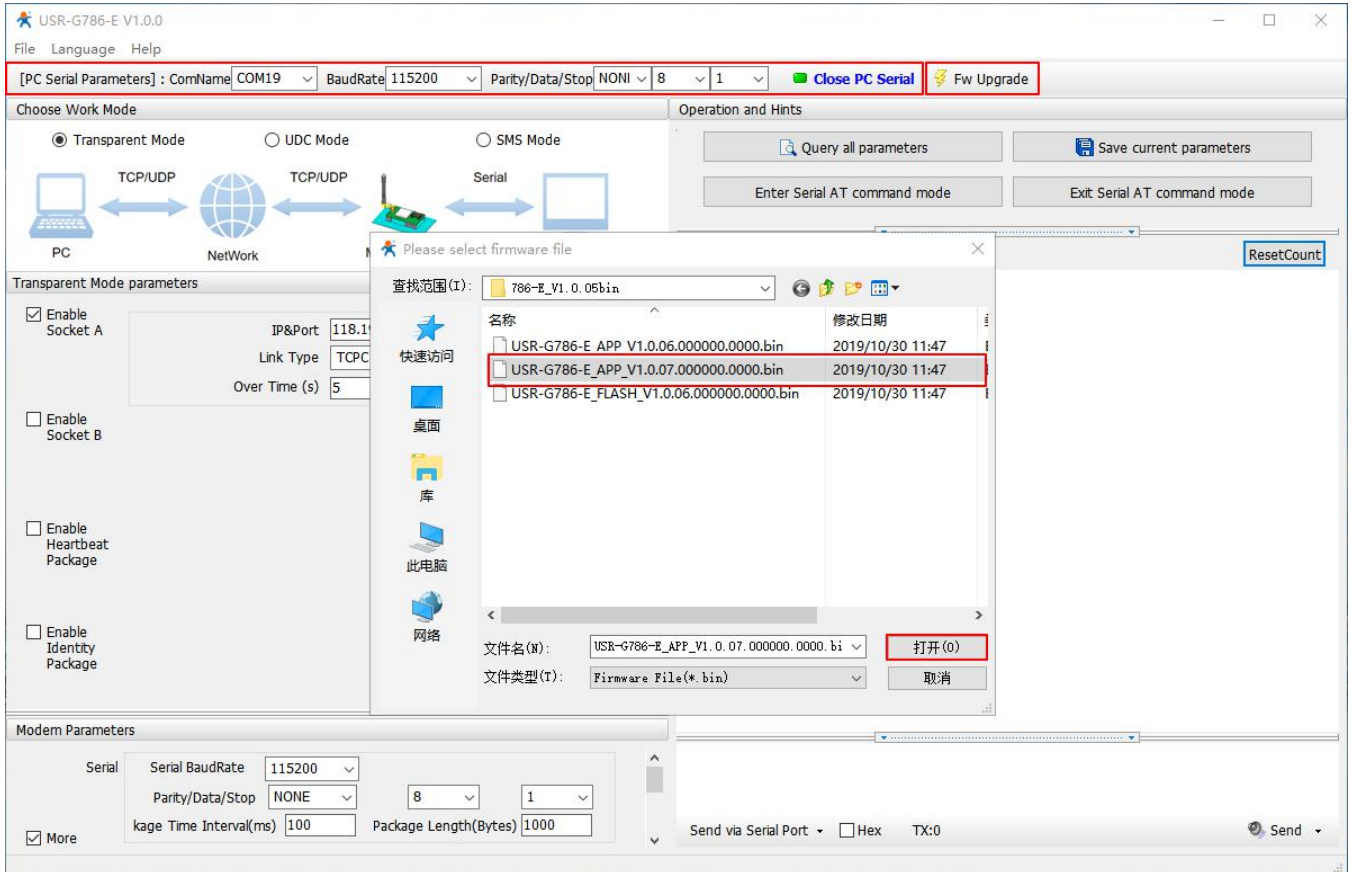 USR-G786-E V1.0.0
File Language Help
[PC Serial Parameters] : ComName COM19 BaudRate 115200 Parity/Data/Stop NONI 8 1 Close PC Serial Fw Upgrade
Choose Work Mode
Operation and Hints
Transparent Mode UDC Mode SMS Mode
Query all parameters Save current parameters
TCP/UDP TCP/UDP Serial
Enter Serial AT command mode Exit Serial AT command mode
PC NetWork
ResetCount
Transparent Mode parameters
Enable
Socket A
IP&Port 118.1
Link Type TCPC
Over Time (s) 5
Enable
Socket B
Enable
Heartbeat
Package
Enable
Identity
Package
Please select firmware file
查找范围(I): 786-E_V1.0.05bin
名称 修改日期
USR-G786-E_APP_V1.0.06.000000.0000.bin 2019/10/30 11:47
USR-G786-E_APP_V1.0.07.000000.0000.bin 2019/10/30 11:47
USR-G786-E_FLASH_V1.0.06.000000.0000.bin 2019/10/30 11:47
快速访问
桌面
库
此电脑
网络
文件名(N): USR-G786-E_APP_V1.0.07.000000.0000.bi 打开(O)
文件类型(T): Firmware File(*.bin) 取消
Modem Parameters
Serial Serial BaudRate 115200
Parity/Data/Stop NONE 8 1
kage Time Interval(ms) 100 Package Length(Bytes) 1000
More
Send via Serial Port Hex TX:0 Send